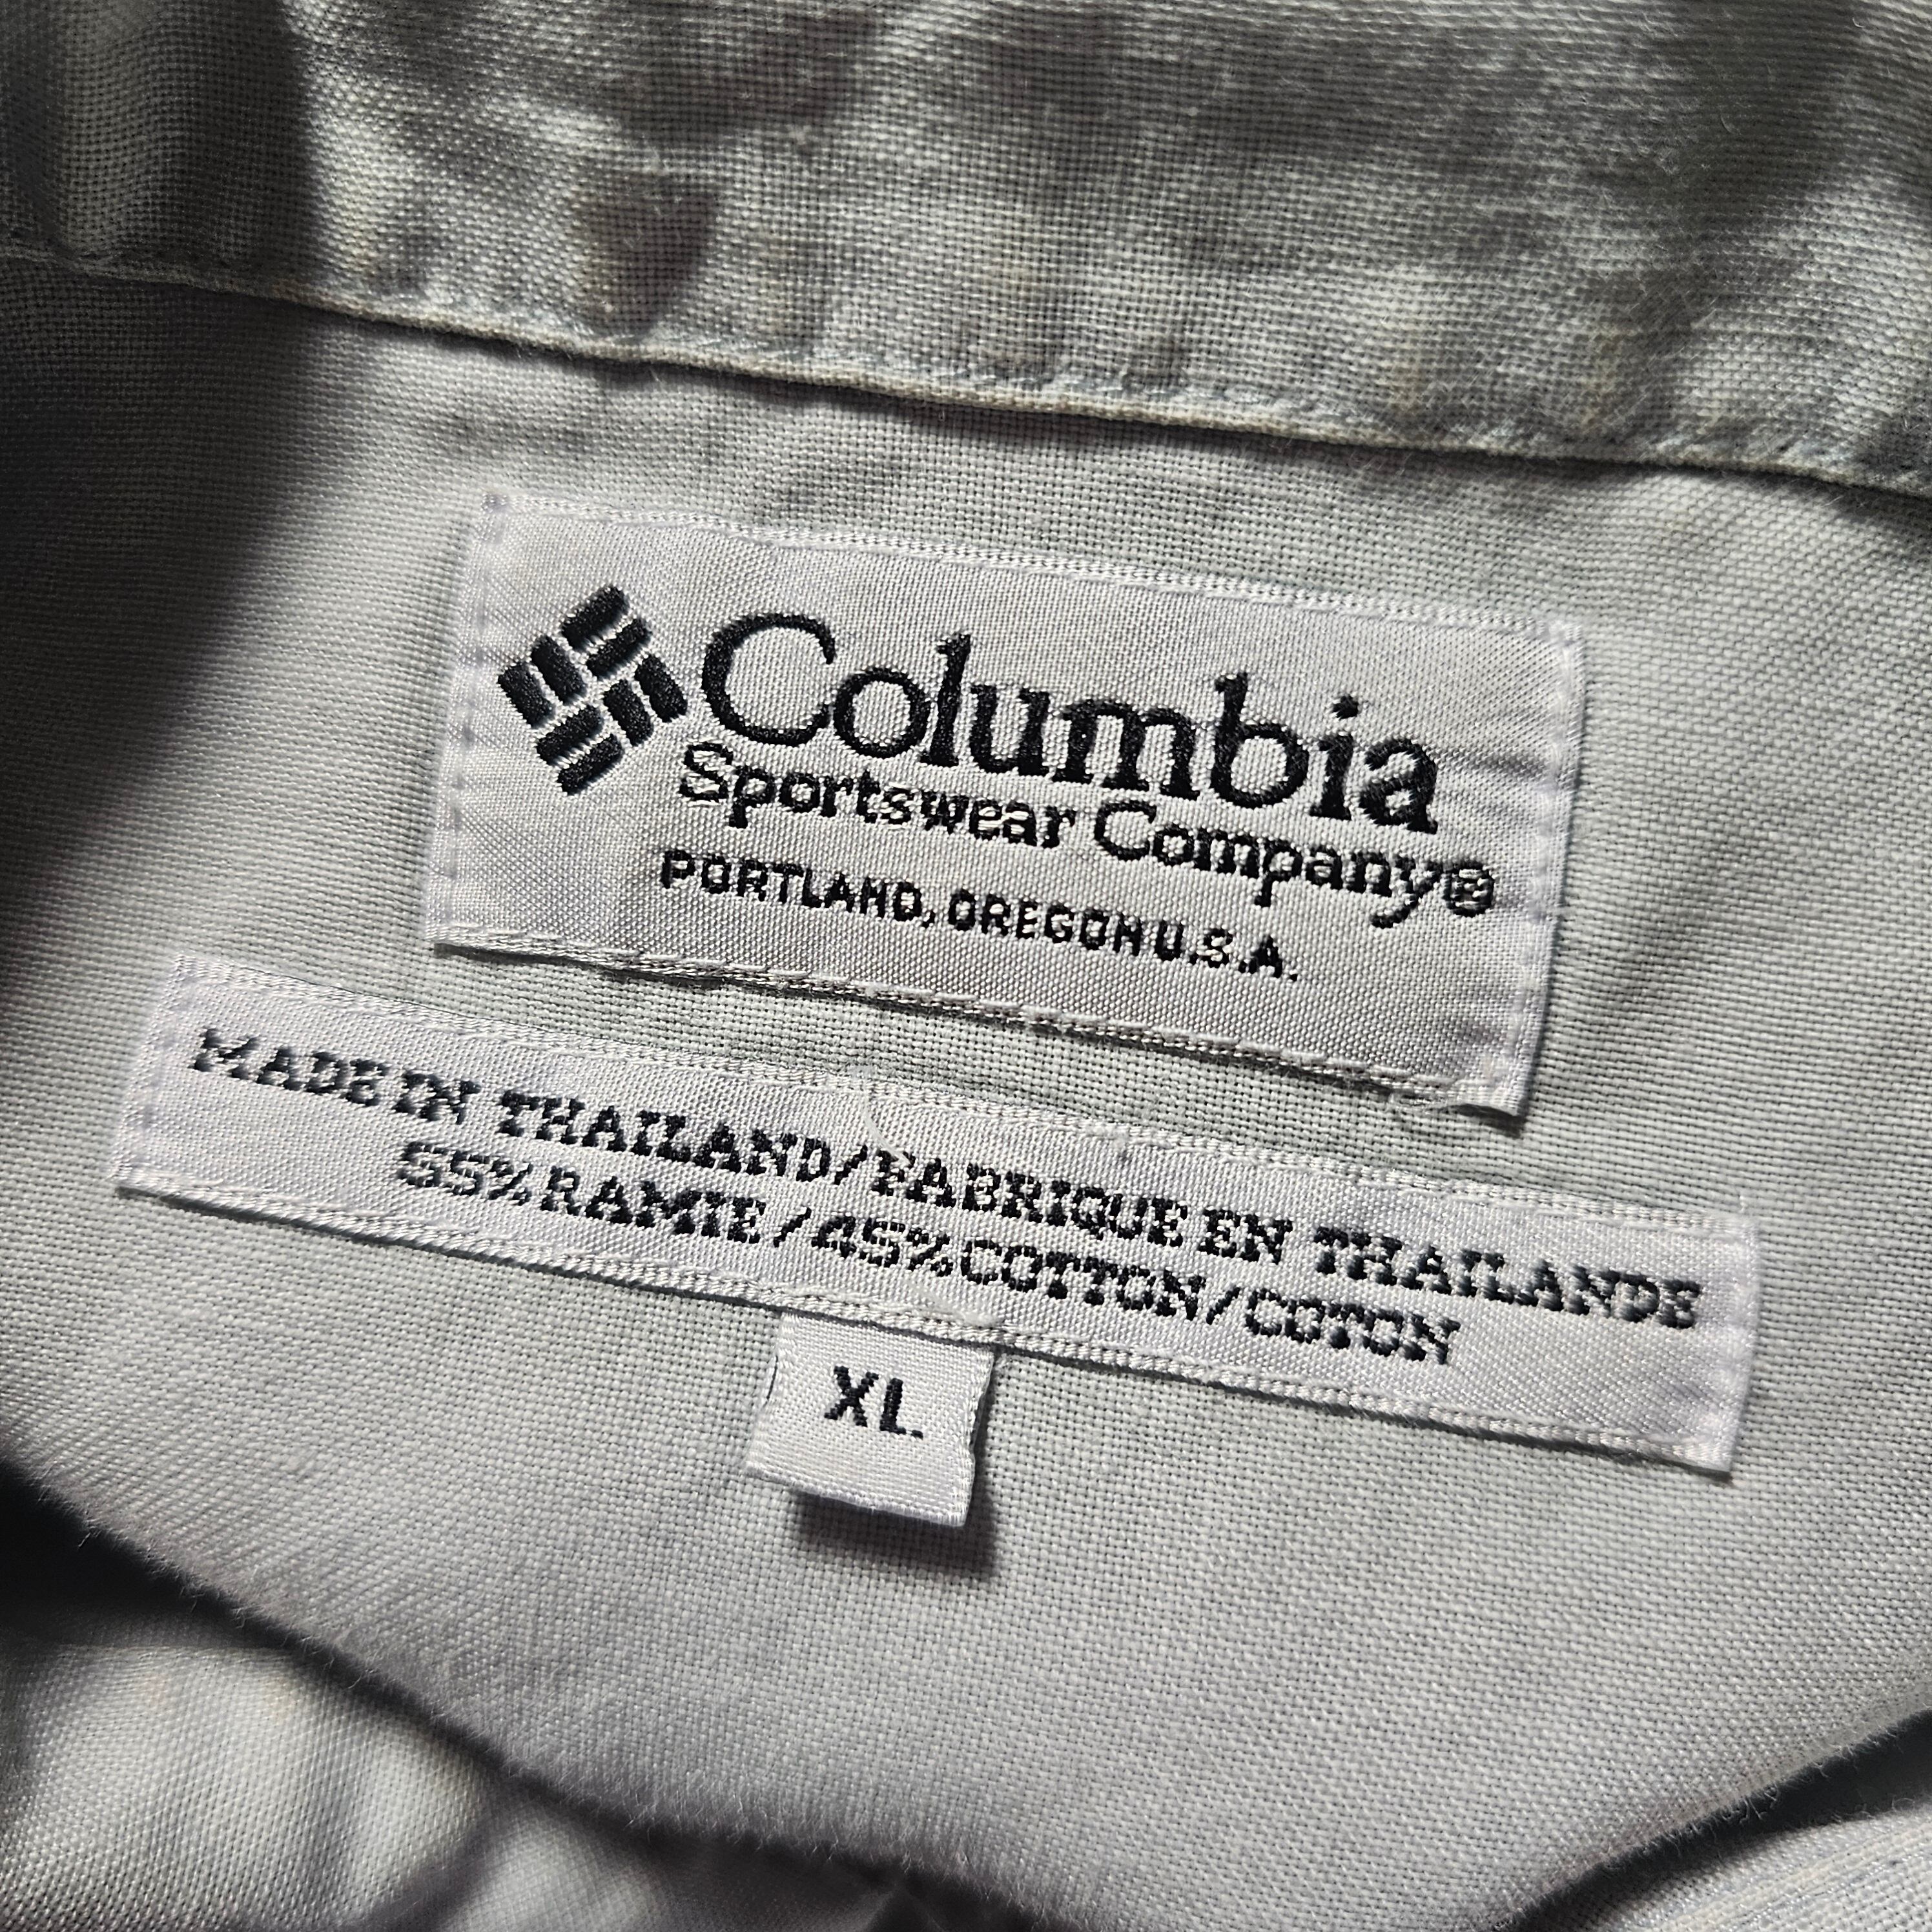 Columbia
Sportswear Company®
PORTLAND, OREGON U.S.A.
MADE IN THAILAND/FABRIQUE EN THAILANDE
55% RAMIE/45% COTTON/COTON
XL